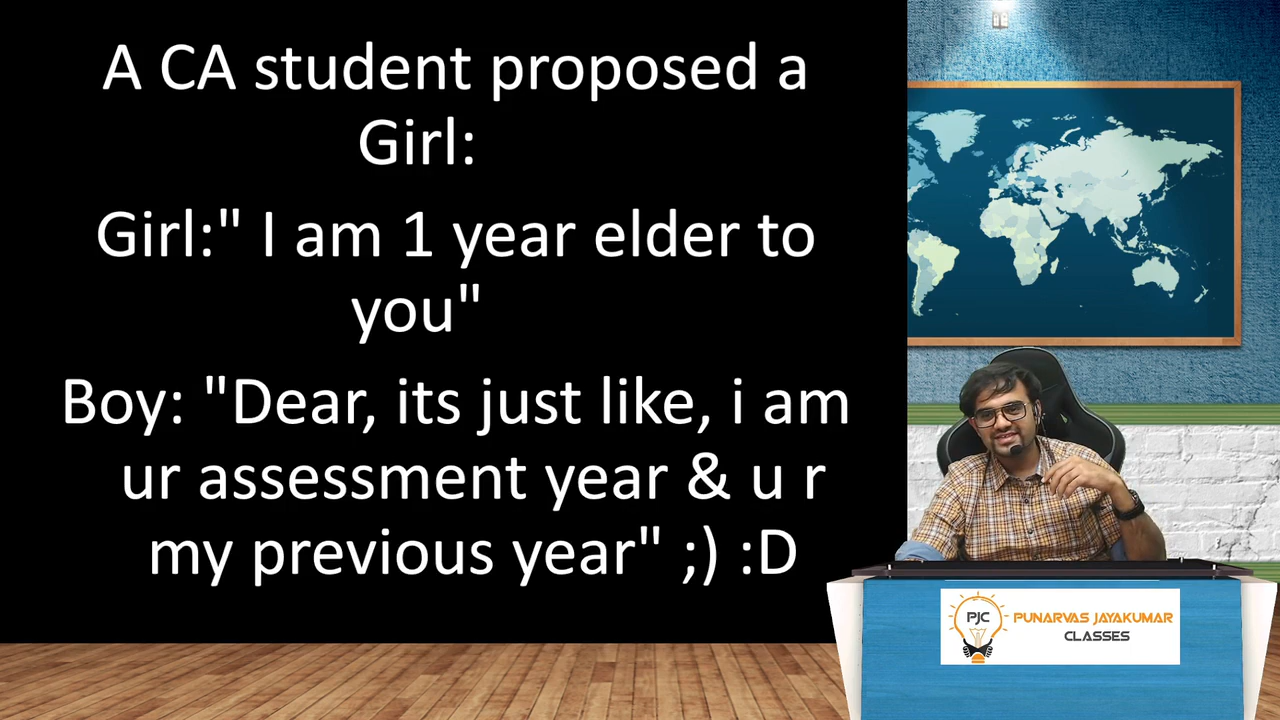 A CA student proposed a
Girl:
Girl:" I am 1 year elder to
you"
Boy: "Dear, its just like, i am
ur assessment year & u r
my previous year" ;) :D
PJC
PUNARVAS JAYAKUMAR
CLASSES